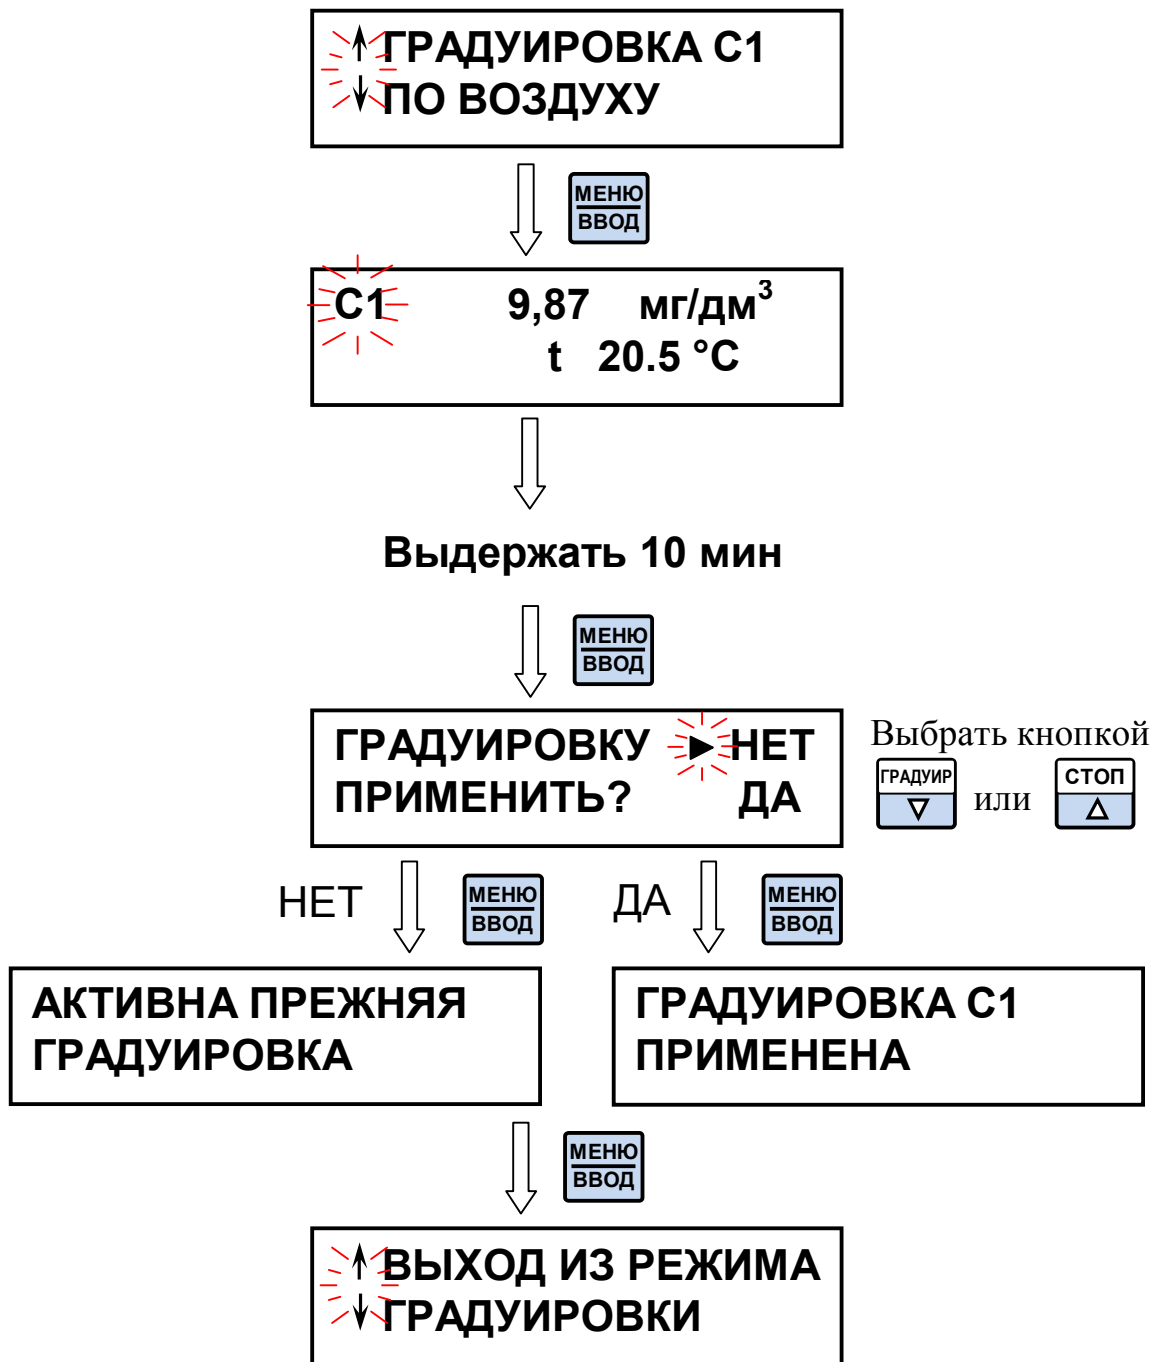 ГРАДУИРОВКА С1
ПО ВОЗДУХУ
МЕНЮ
ВВОД
С1 9,87 мг/дм³
t 20.5 °С
Выдержать 10 мин
МЕНЮ
ВВОД
ГРАДУИРОВКУ ► НЕТ
ПРИМЕНИТЬ? ДА
Выбрать кнопкой
ГРАДУИР или СТОП
НЕТ
МЕНЮ
ВВОД
ДА
МЕНЮ
ВВОД
АКТИВНА ПРЕЖНЯЯ
ГРАДУИРОВКА
ГРАДУИРОВКА С1
ПРИМЕНЕНА
МЕНЮ
ВВОД
ВЫХОД ИЗ РЕЖИМА
ГРАДУИРОВКИ